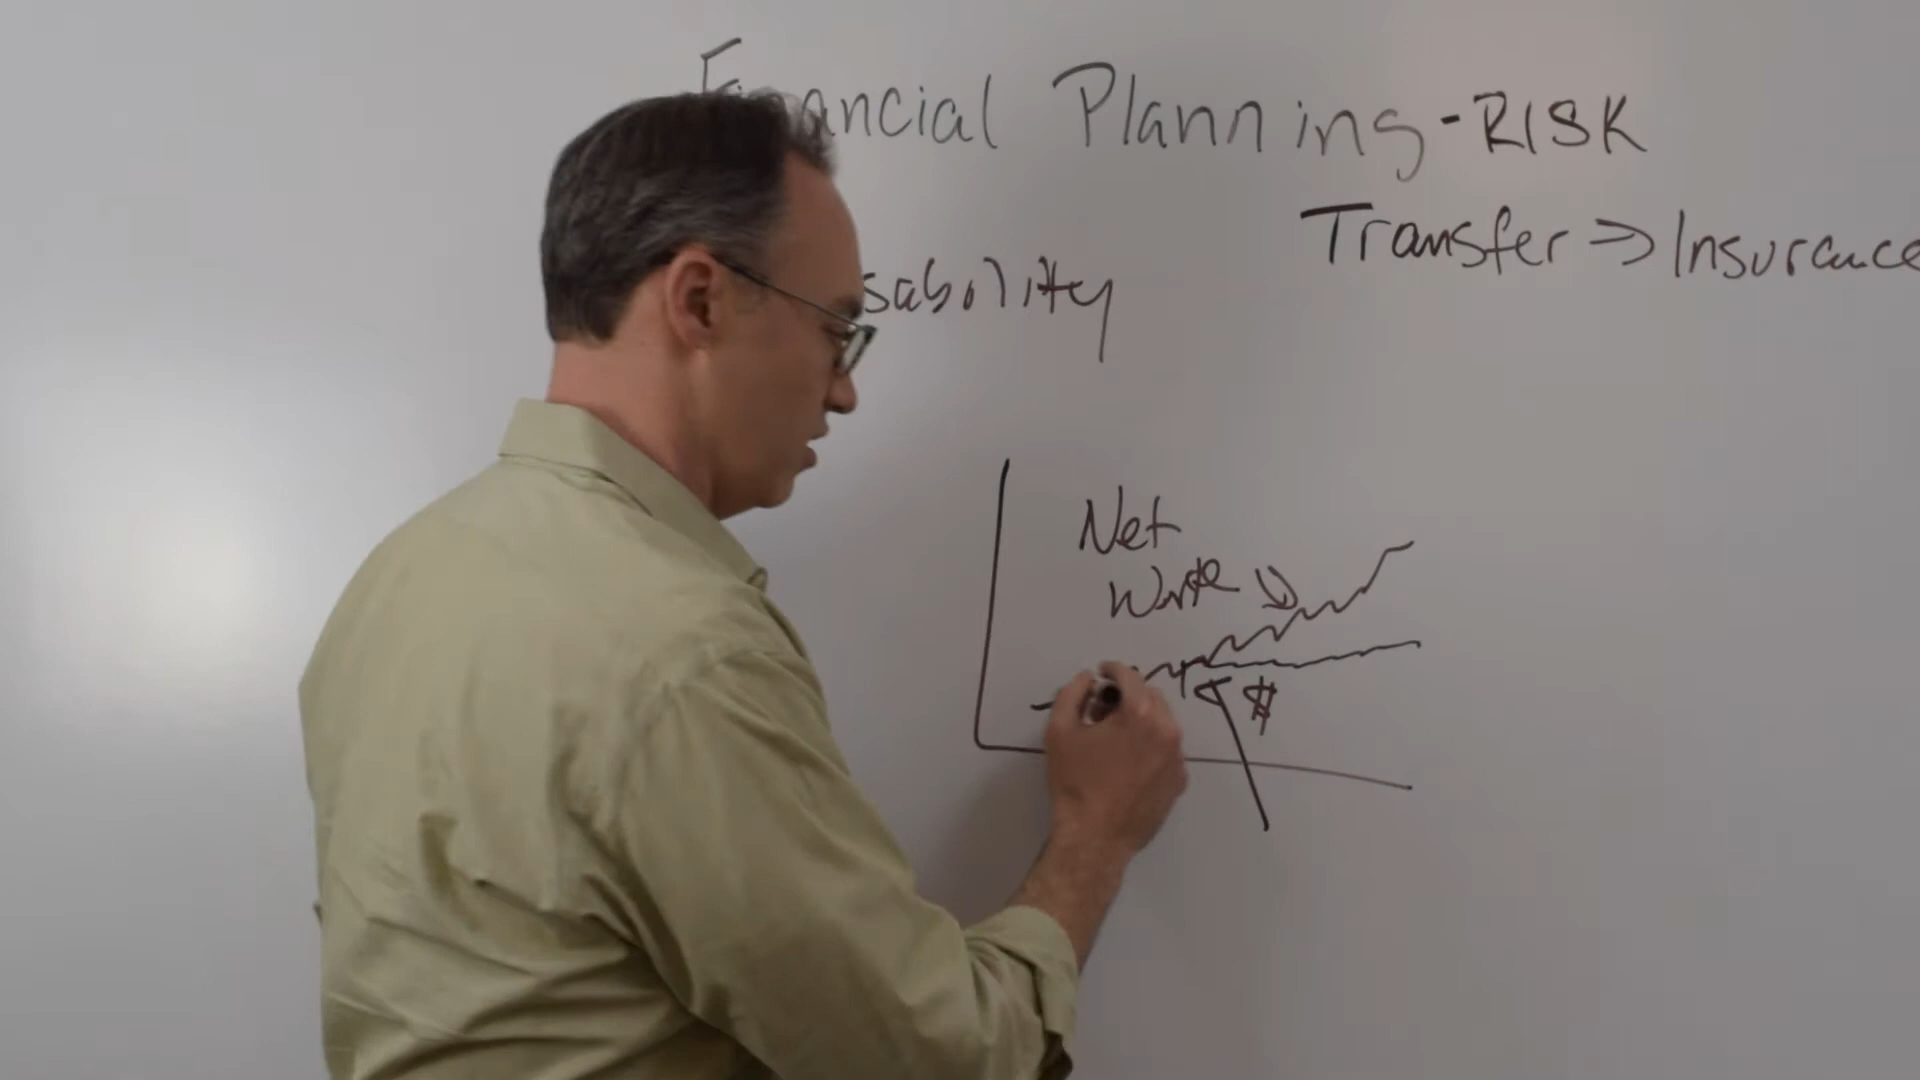 Financial Planning - RISK
Transfer => Insurance
sability
Net
Worth
$